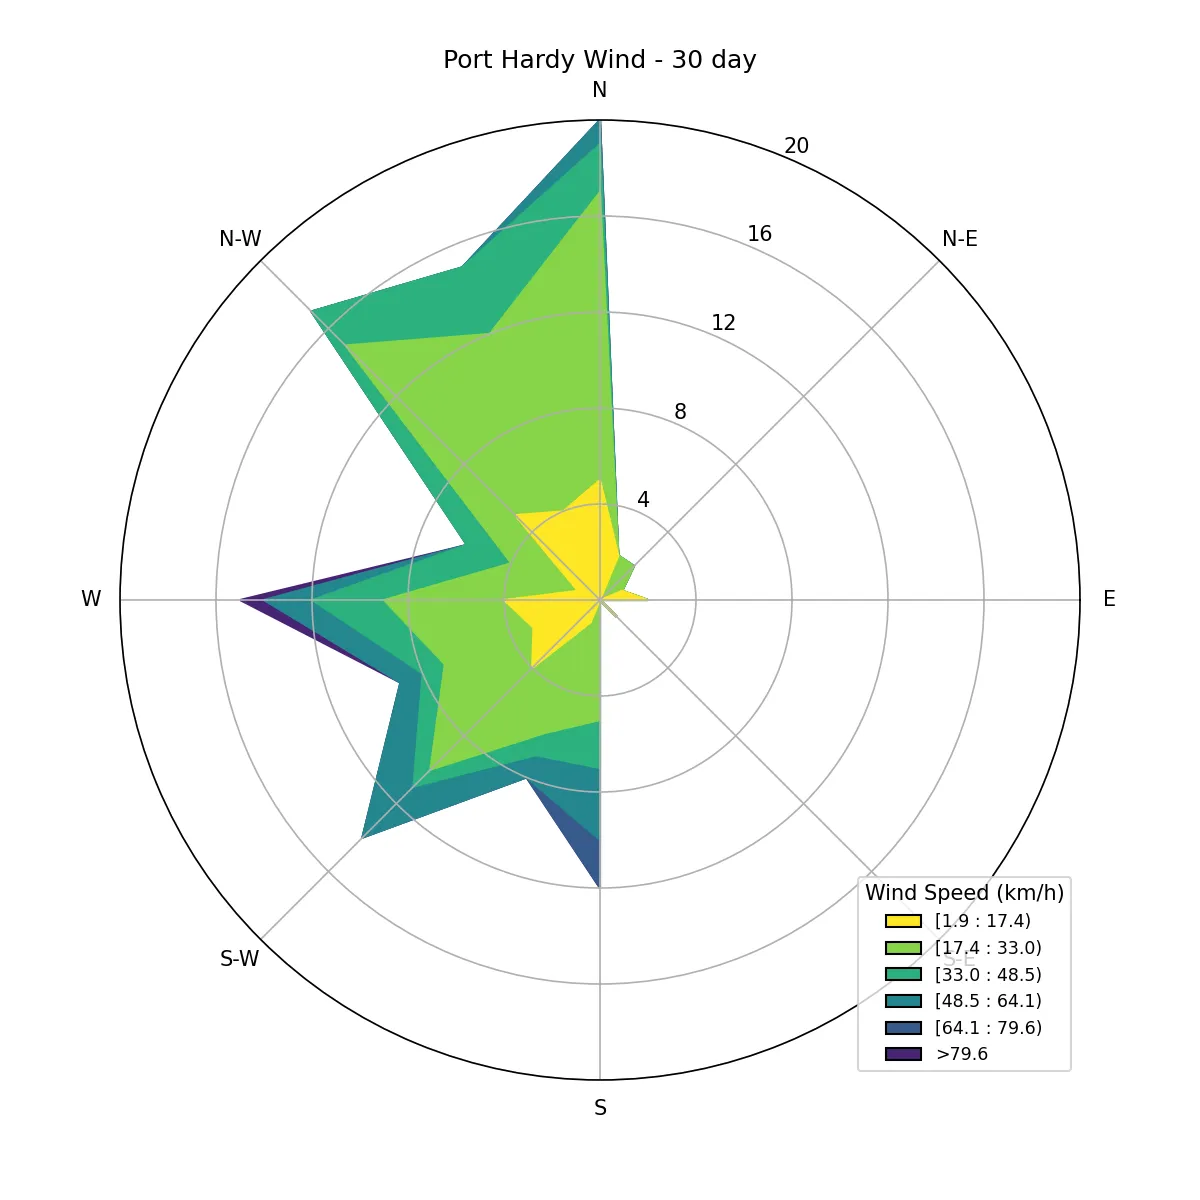 Port Hardy Wind - 30 day
N
20
N-W
N-E
16
12
8
4
W
E
S-W
S-E
S
Wind Speed (km/h)
[1.9 : 17.4)
[17.4 : 33.0)
[33.0 : 48.5)
[48.5 : 64.1)
[64.1 : 79.6)
>79.6